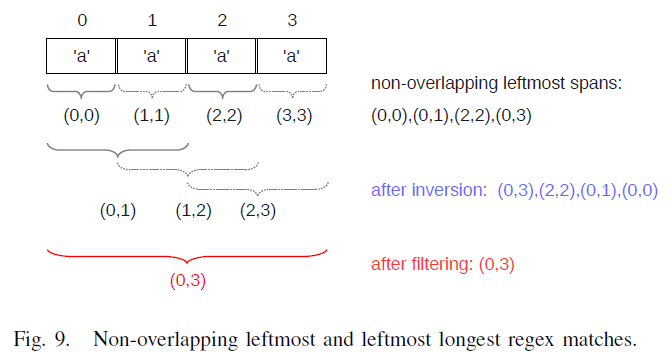 0 1 2 3
'a' 'a' 'a' 'a'
(0,0) (1,1) (2,2) (3,3)
non-overlapping leftmost spans:
(0,0),(0,1),(2,2),(0,3)
after inversion: (0,3),(2,2),(0,1),(0,0)
(0,1) (1,2) (2,3)
after filtering: (0,3)
(0,3)
Fig. 9. Non-overlapping leftmost and leftmost longest regex matches.